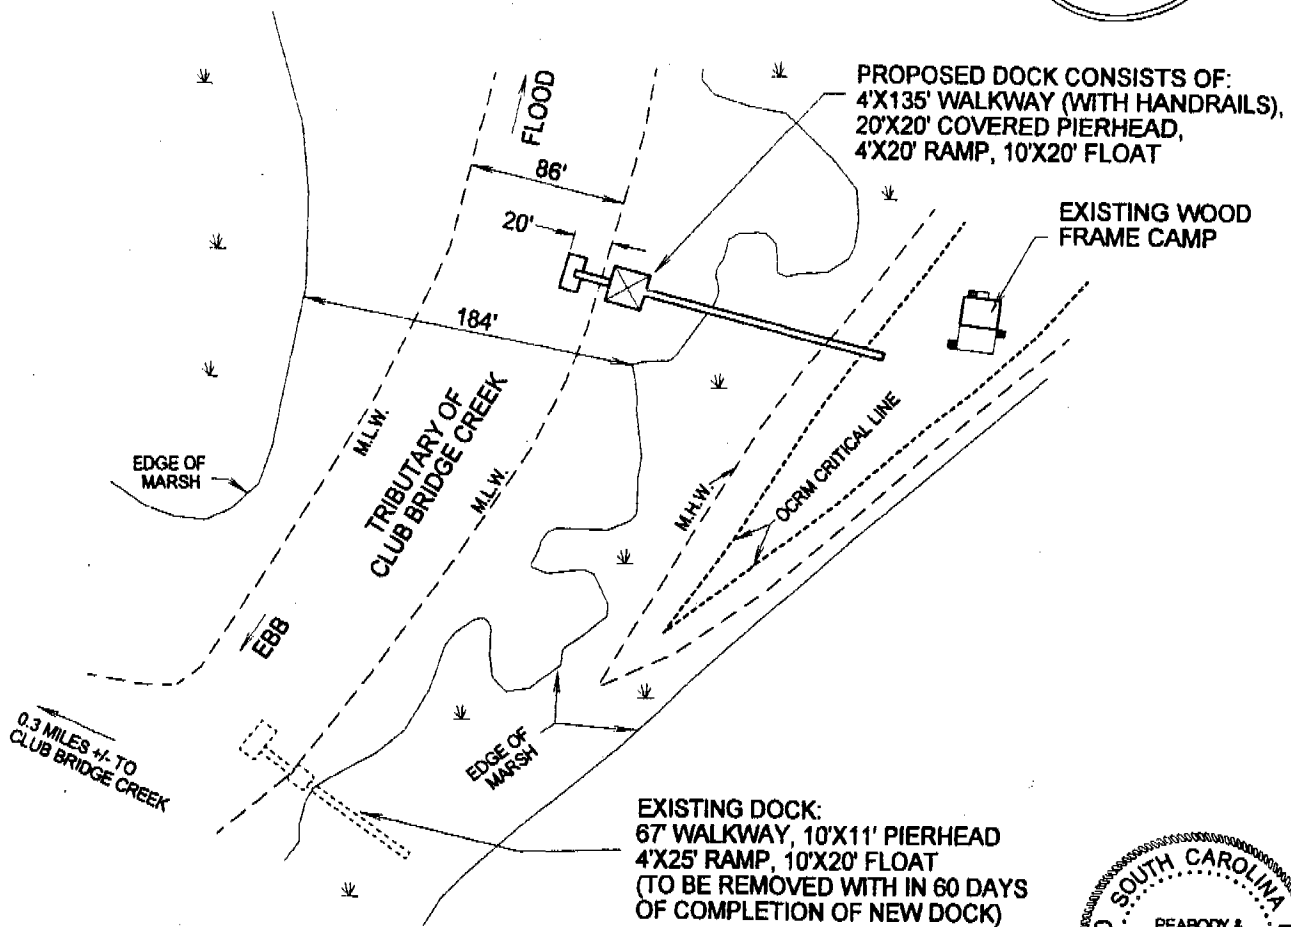 PROPOSED DOCK CONSISTS OF:
4'X135' WALKWAY (WITH HANDRAILS),
20'X20' COVERED PIERHEAD,
4'X20' RAMP, 10'X20' FLOAT
FLOOD
86'
20'
EXISTING WOOD
FRAME CAMP
184'
M.L.W.
TRIBUTARY OF
CLUB BRIDGE CREEK
M.L.W.
EDGE OF
MARSH
M.H.W.
OCRM CRITICAL LINE
EBB
0.3 MILES +/- TO
CLUB BRIDGE CREEK
EDGE OF
MARSH
EXISTING DOCK:
67' WALKWAY, 10'X11' PIERHEAD
4'X25' RAMP, 10'X20' FLOAT
(TO BE REMOVED WITH IN 60 DAYS
OF COMPLETION OF NEW DOCK)
SOUTH CAROLINA
PEABODY &